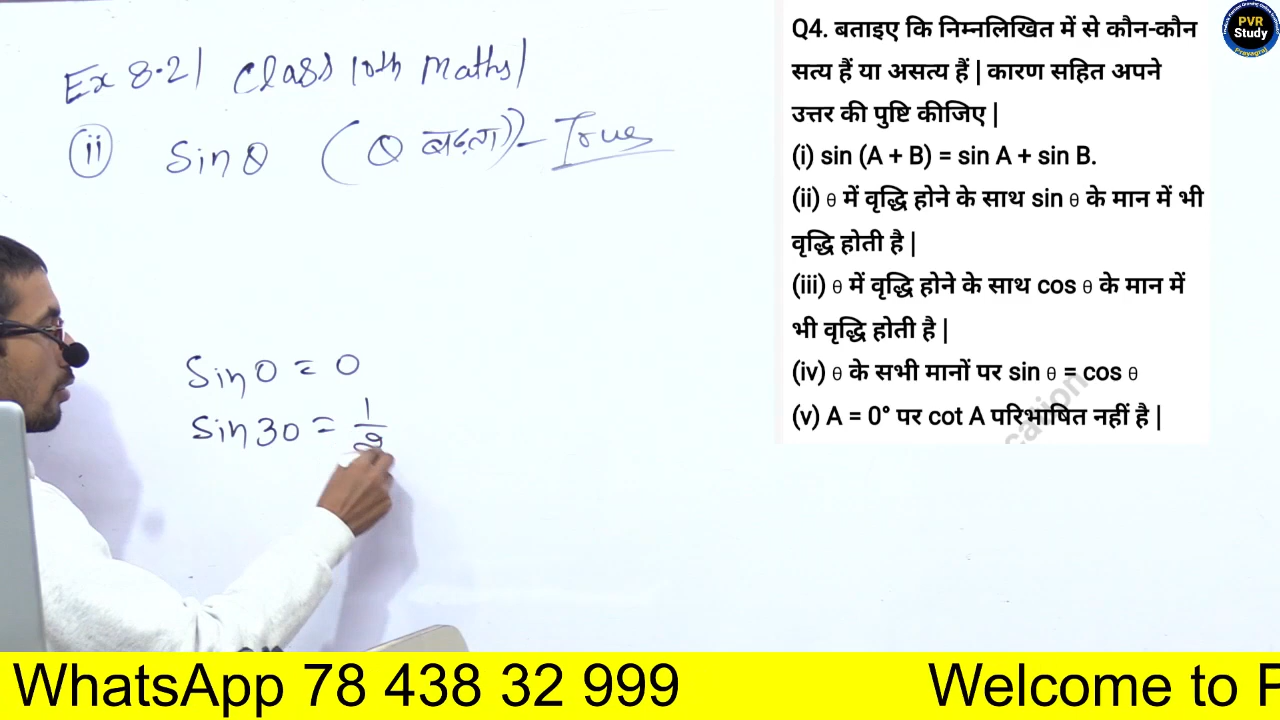 Ex 8.2| Class 10th Maths|
(ii) Sin θ (θ बढ़ता) - True
Sin 0 = 0
Sin 30 = 1/2
Q4. बताइए कि निम्नलिखित में से कौन-कौन
सत्य हैं या असत्य हैं | कारण सहित अपने
उत्तर की पुष्टि कीजिए |
(i) sin (A + B) = sin A + sin B.
(ii) θ में वृद्धि होने के साथ sin θ के मान में भी
वृद्धि होती है |
(iii) θ में वृद्धि होने के साथ cos θ के मान में
भी वृद्धि होती है |
(iv) θ के सभी मानों पर sin θ = cos θ
(v) A = 0° पर cot A परिभाषित नहीं है |
PVR
Study
Prayagraj
WhatsApp 78 438 32 999
Welcome to